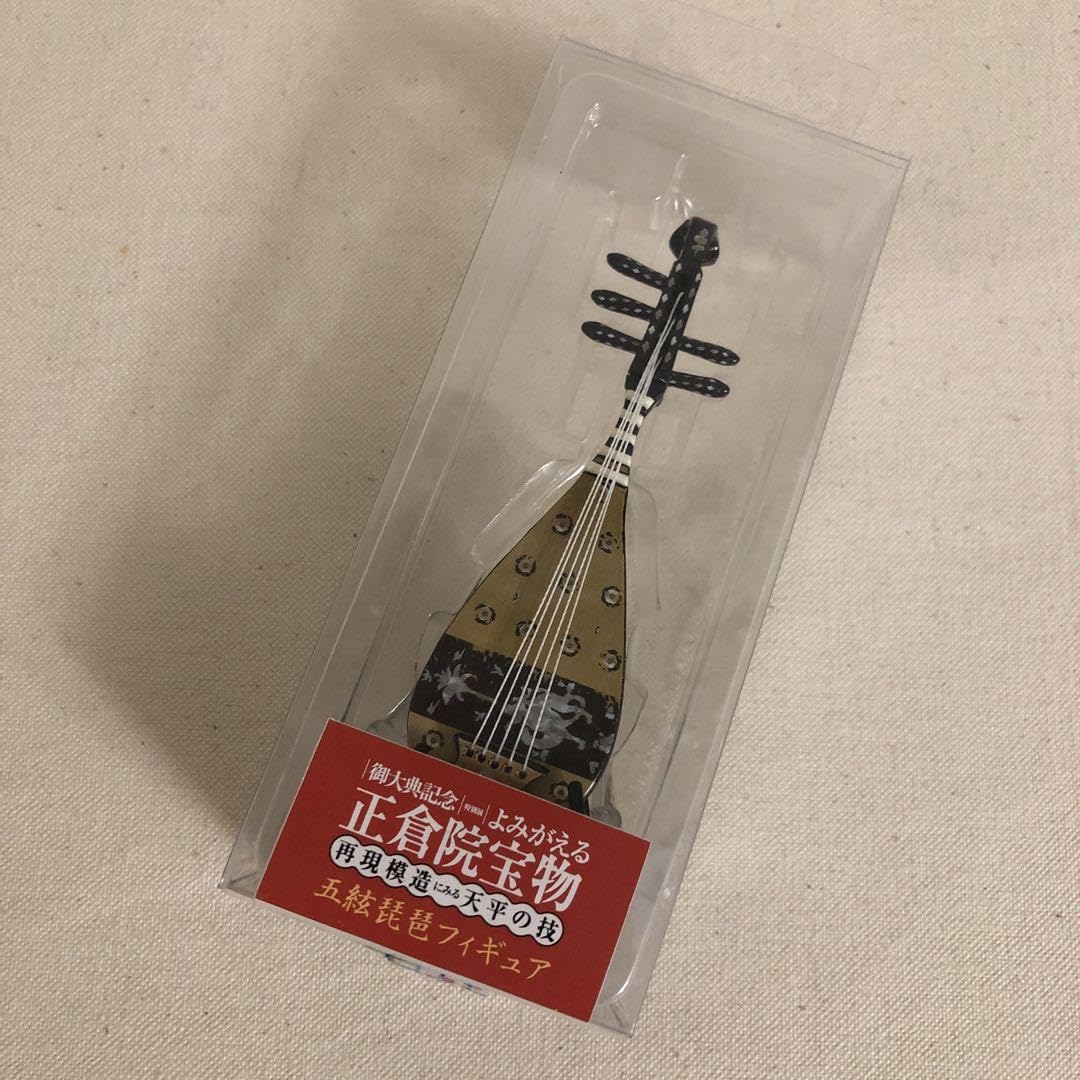 御大典記念 特別展 よみがえる
正倉院宝物
再現模造にみる天平の技
五絃琵琶フィギュア